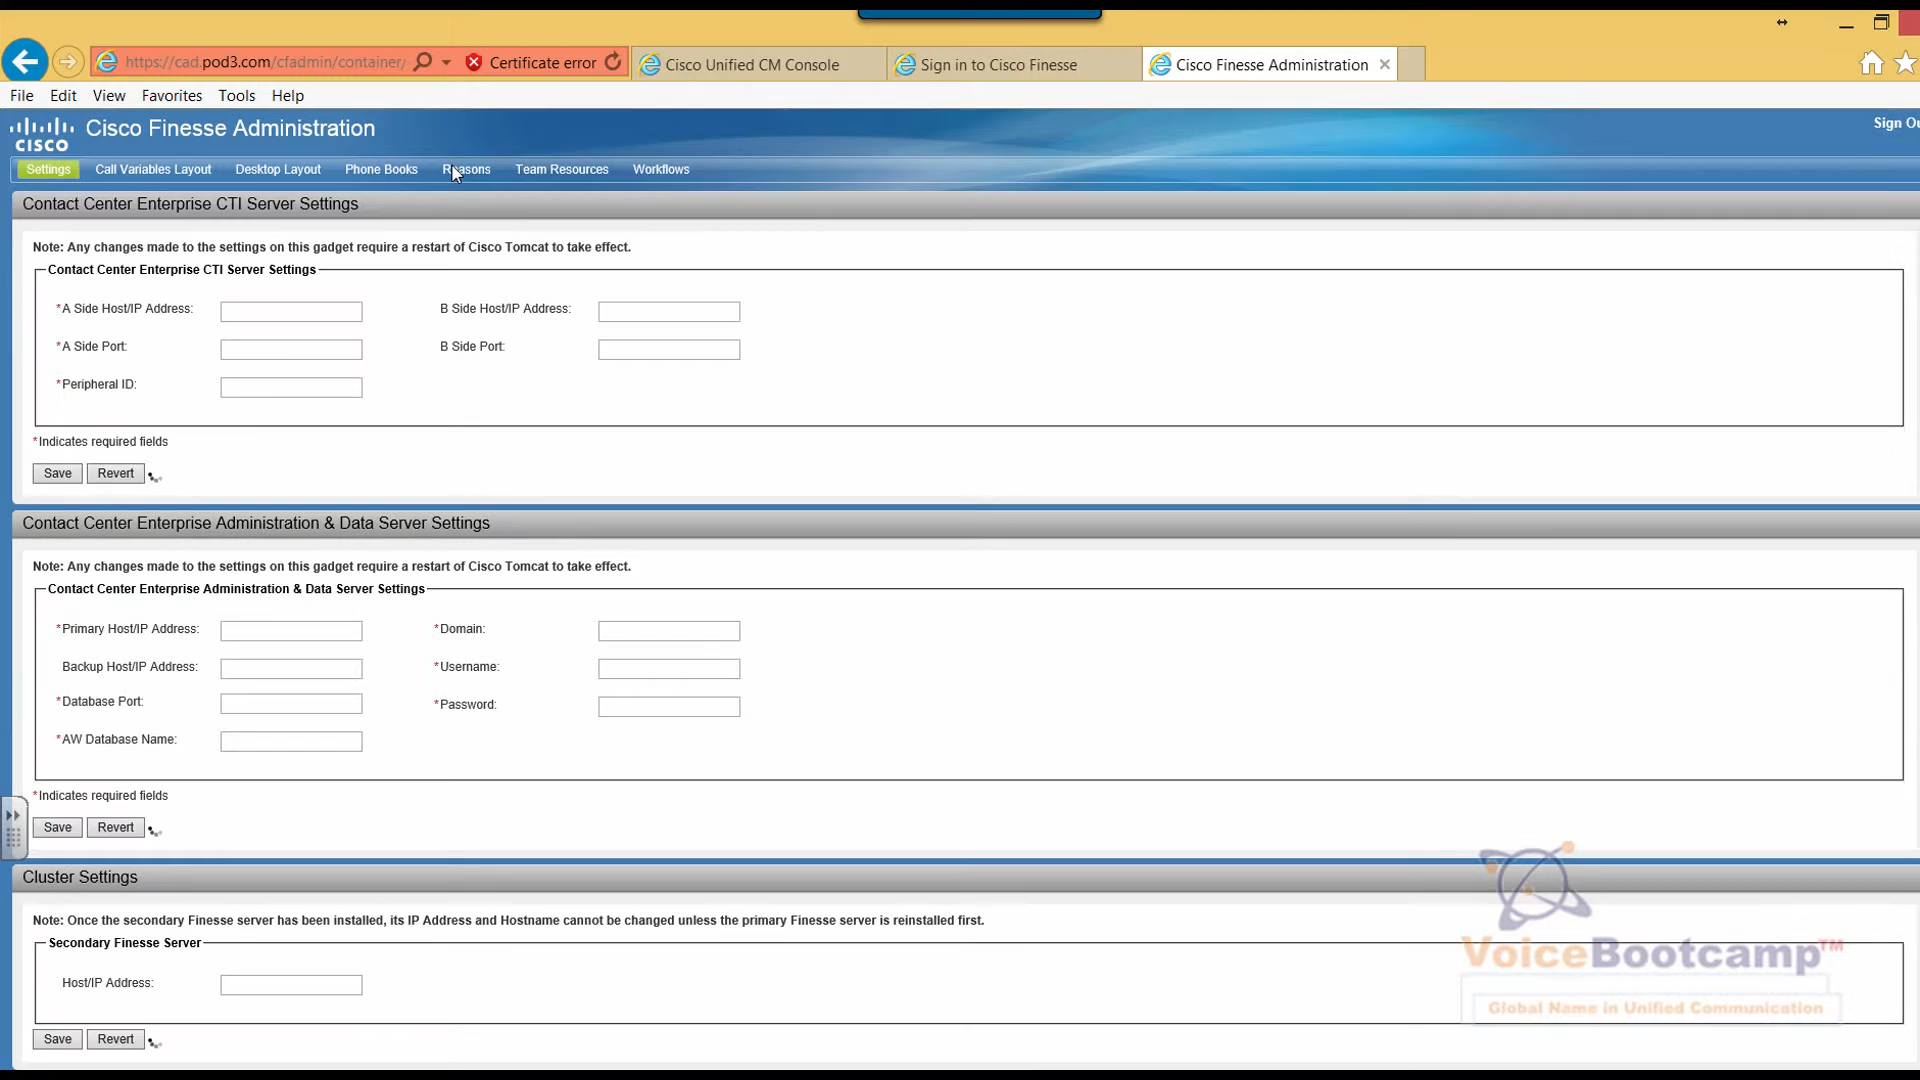 https://cad.pod3.com/cfadmin/container/ Certificate error Cisco Unified CM Console Sign in to Cisco Finesse Cisco Finesse Administration
File Edit View Favorites Tools Help
CISCO Cisco Finesse Administration
Sign Ou
Settings Call Variables Layout Desktop Layout Phone Books Reasons Team Resources Workflows
Contact Center Enterprise CTI Server Settings
Note: Any changes made to the settings on this gadget require a restart of Cisco Tomcat to take effect.
Contact Center Enterprise CTI Server Settings
*A Side Host/IP Address: B Side Host/IP Address:
*A Side Port: B Side Port:
*Peripheral ID:
*Indicates required fields
Save Revert
Contact Center Enterprise Administration & Data Server Settings
Note: Any changes made to the settings on this gadget require a restart of Cisco Tomcat to take effect.
Contact Center Enterprise Administration & Data Server Settings
*Primary Host/IP Address: *Domain:
Backup Host/IP Address: *Username:
*Database Port: *Password:
*AW Database Name:
*Indicates required fields
Save Revert
Cluster Settings
Note: Once the secondary Finesse server has been installed, its IP Address and Hostname cannot be changed unless the primary Finesse server is reinstalled first.
Secondary Finesse Server
Host/IP Address:
Save Revert
VoiceBootcamp™
Global Name in Unified Communication